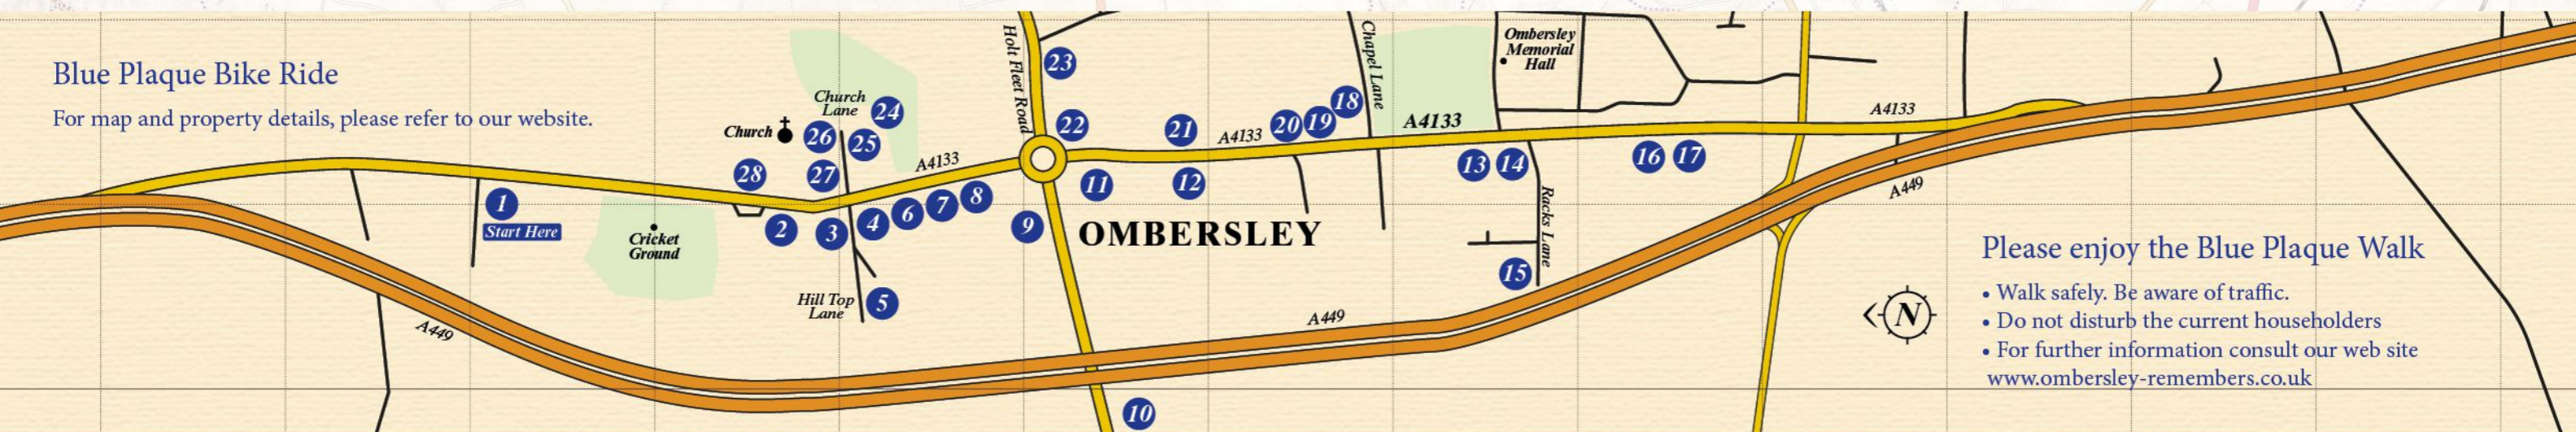 Blue Plaque Bike Ride
For map and property details, please refer to our website.
A449
1
Start Here
Cricket
Ground
Church
28
2
Church
Lane
24
26
25
27
3
4
6
7
8
5
Hill Top
Lane
A4133
Holt Fleet Road
23
22
9
11
10
OMBERSLEY
21
12
A4133
20
19
18
Chapel Lane
A4133
A449
Ombersley
Memorial
Hall
13
14
Racks Lane
15
16
17
A4133
A449
N
Please enjoy the Blue Plaque Walk
• Walk safely. Be aware of traffic.
• Do not disturb the current householders
• For further information consult our web site
www.ombersley-remembers.co.uk